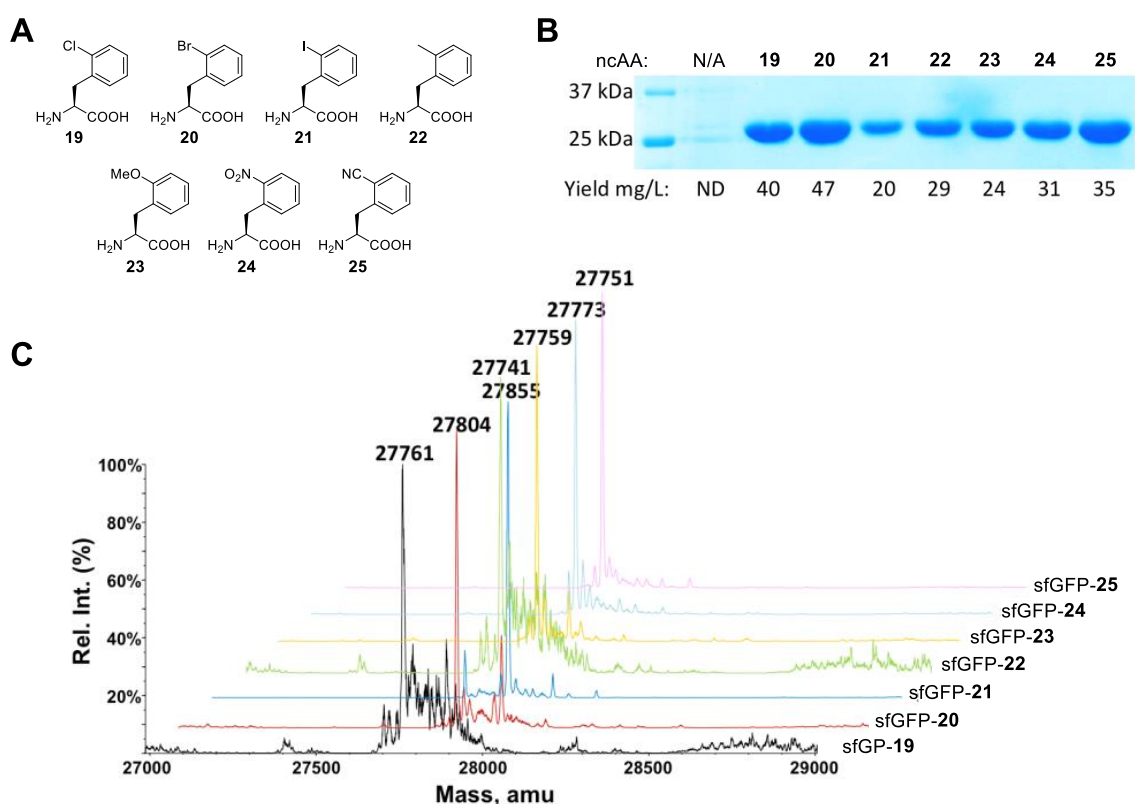 A
Cl
Br
I
H₂N COOH
H₂N COOH
H₂N COOH
H₂N COOH
19 20 21 22
MeO
O₂N
NC
H₂N COOH
H₂N COOH
H₂N COOH
23 24 25
B
ncAA: N/A 19 20 21 22 23 24 25
37 kDa
25 kDa
Yield mg/L: ND 40 47 20 29 24 31 35
C
27751
27773
27759
27741
27855
27804
27761
100%
80%
60%
40%
20%
Rel. Int. (%)
sfGFP-25
sfGFP-24
sfGFP-23
sfGFP-22
sfGFP-21
sfGFP-20
sfGP-19
27000 27500 28000 28500 29000
Mass, amu